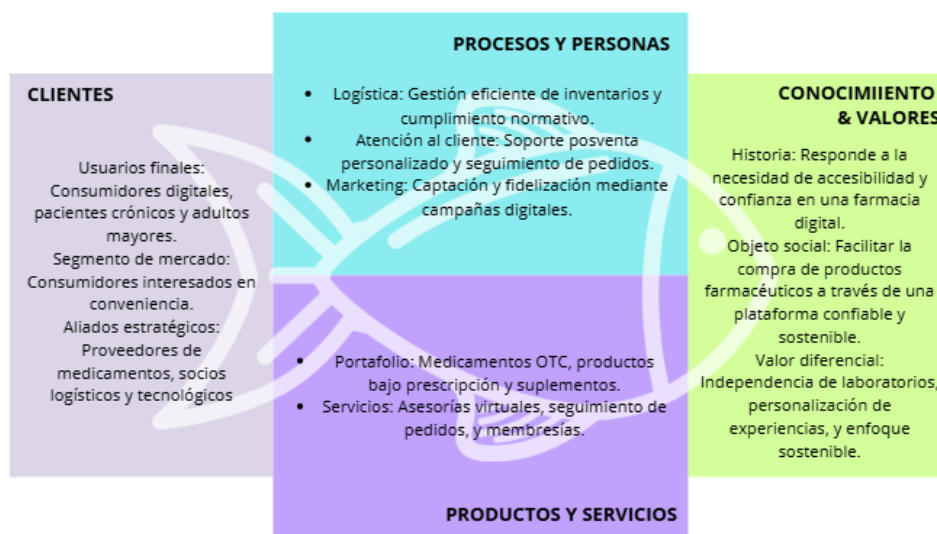 CLIENTES
Usuarios finales:
Consumidores digitales,
pacientes crónicos y adultos
mayores.
Segmento de mercado:
Consumidores interesados en
conveniencia.
Aliados estratégicos:
Proveedores de
medicamentos, socios
logísticos y tecnológicos
PROCESOS Y PERSONAS
• Logística: Gestión eficiente de inventarios y
cumplimiento normativo.
• Atención al cliente: Soporte posventa
personalizado y seguimiento de pedidos.
• Marketing: Captación y fidelización mediante
campañas digitales.
• Portafolio: Medicamentos OTC, productos
bajo prescripción y suplementos.
• Servicios: Asesorías virtuales, seguimiento de
pedidos, y membresías.
PRODUCTOS Y SERVICIOS
CONOCIMIIENTO
& VALORES
Historia: Responde a la
necesidad de accesibilidad y
confianza en una farmacia
digital.
Objeto social: Facilitar la
compra de productos
farmacéuticos a través de una
plataforma confiable y
sostenible.
Valor diferencial:
Independencia de laboratorios,
personalización de
experiencias, y enfoque
sostenible.